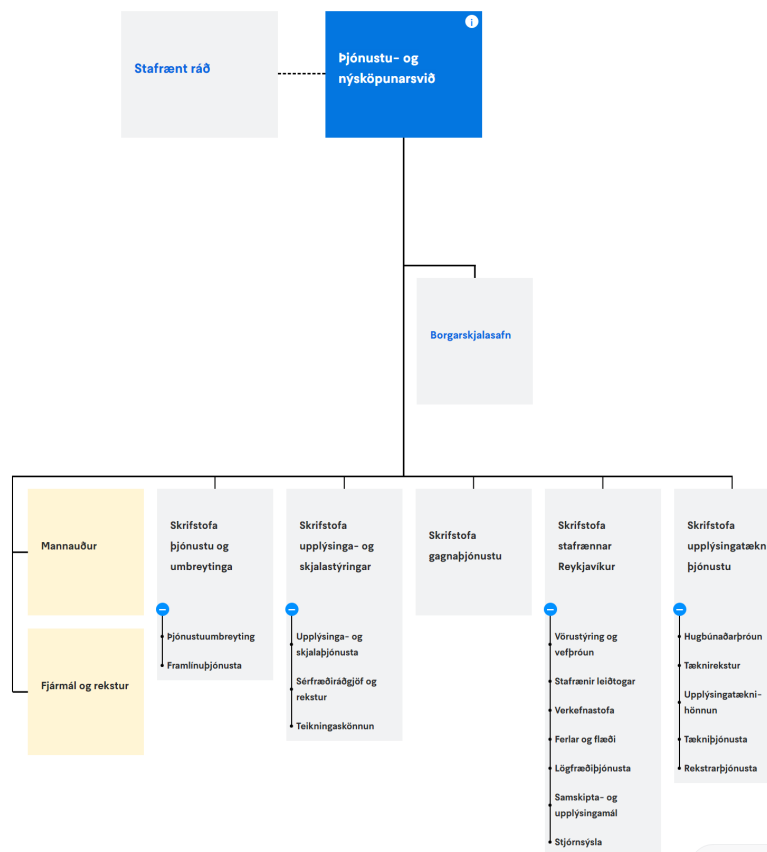 Stafrænt ráð
i
Þjónustu- og
nýsköpunarsvið
Borgarskjalasafn
Mannauður
Fjármál og rekstur
Skrifstofa
þjónustu og
umbreytinga
Þjónustuumbreyting
Framlínuþjónusta
Skrifstofa
upplýsinga- og
skjalastýringar
Upplýsinga- og
skjalaþjónusta
Sérfræðiráðgjöf og
rekstur
Teikningaskönnun
Skrifstofa
gagnaþjónustu
Skrifstofa
stafrænnar
Reykjavíkur
Vörustýring og
vefþróun
Stafrænir leiðtogar
Verkefnastofa
Ferlar og flæði
Lögfræðiþjónusta
Samskipta- og
upplýsingamál
Stjórnsýsla
Skrifstofa
upplýsingatækn
þjónustu
Hugbúnaðarþróun
Tæknirekstur
Upplýsingatækni-
hönnun
Tækniþjónusta
Rekstrarþjónusta